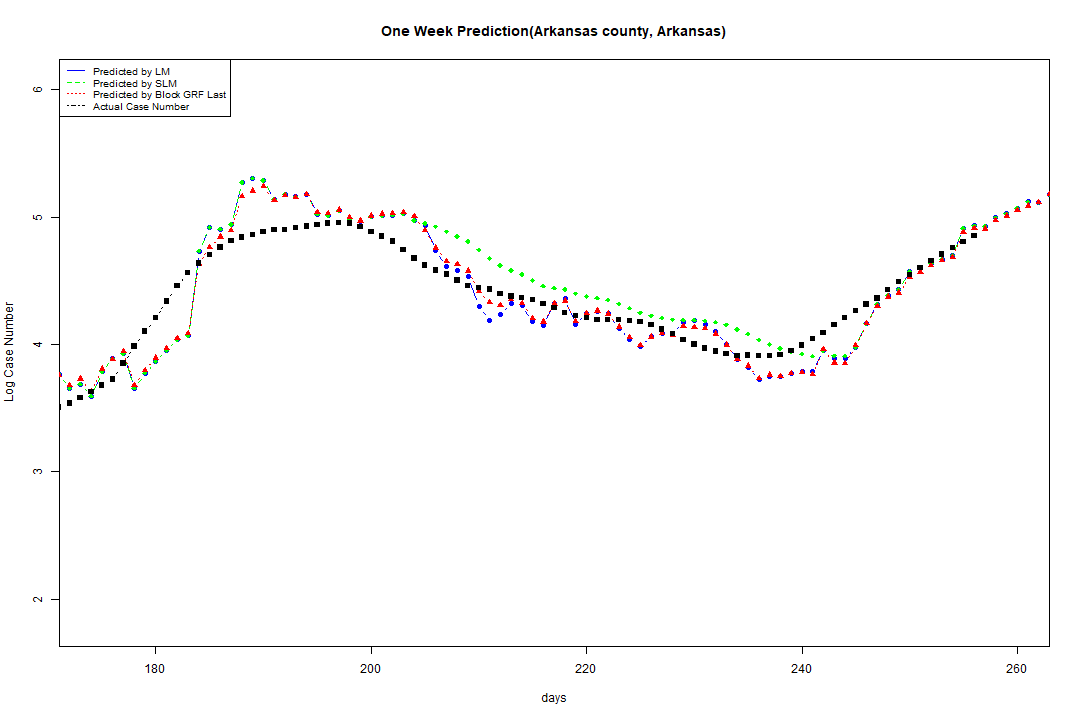 One Week Prediction(Arkansas county, Arkansas)
Predicted by LM
Predicted by SLM
Predicted by Block GRF Last
Actual Case Number
6
5
4
3
2
Log Case Number
180 200 220 240 260
days